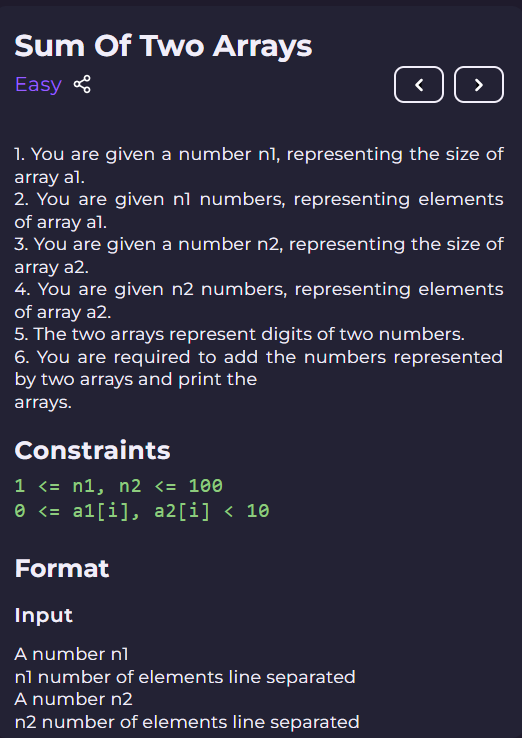 Sum Of Two Arrays
Easy
1. You are given a number n1, representing the size of
array a1.
2. You are given n1 numbers, representing elements
of array a1.
3. You are given a number n2, representing the size of
array a2.
4. You are given n2 numbers, representing elements
of array a2.
5. The two arrays represent digits of two numbers.
6. You are required to add the numbers represented
by two arrays and print the
arrays.
Constraints
1 <= n1, n2 <= 100
0 <= a1[i], a2[i] < 10
Format
Input
A number n1
n1 number of elements line separated
A number n2
n2 number of elements line separated